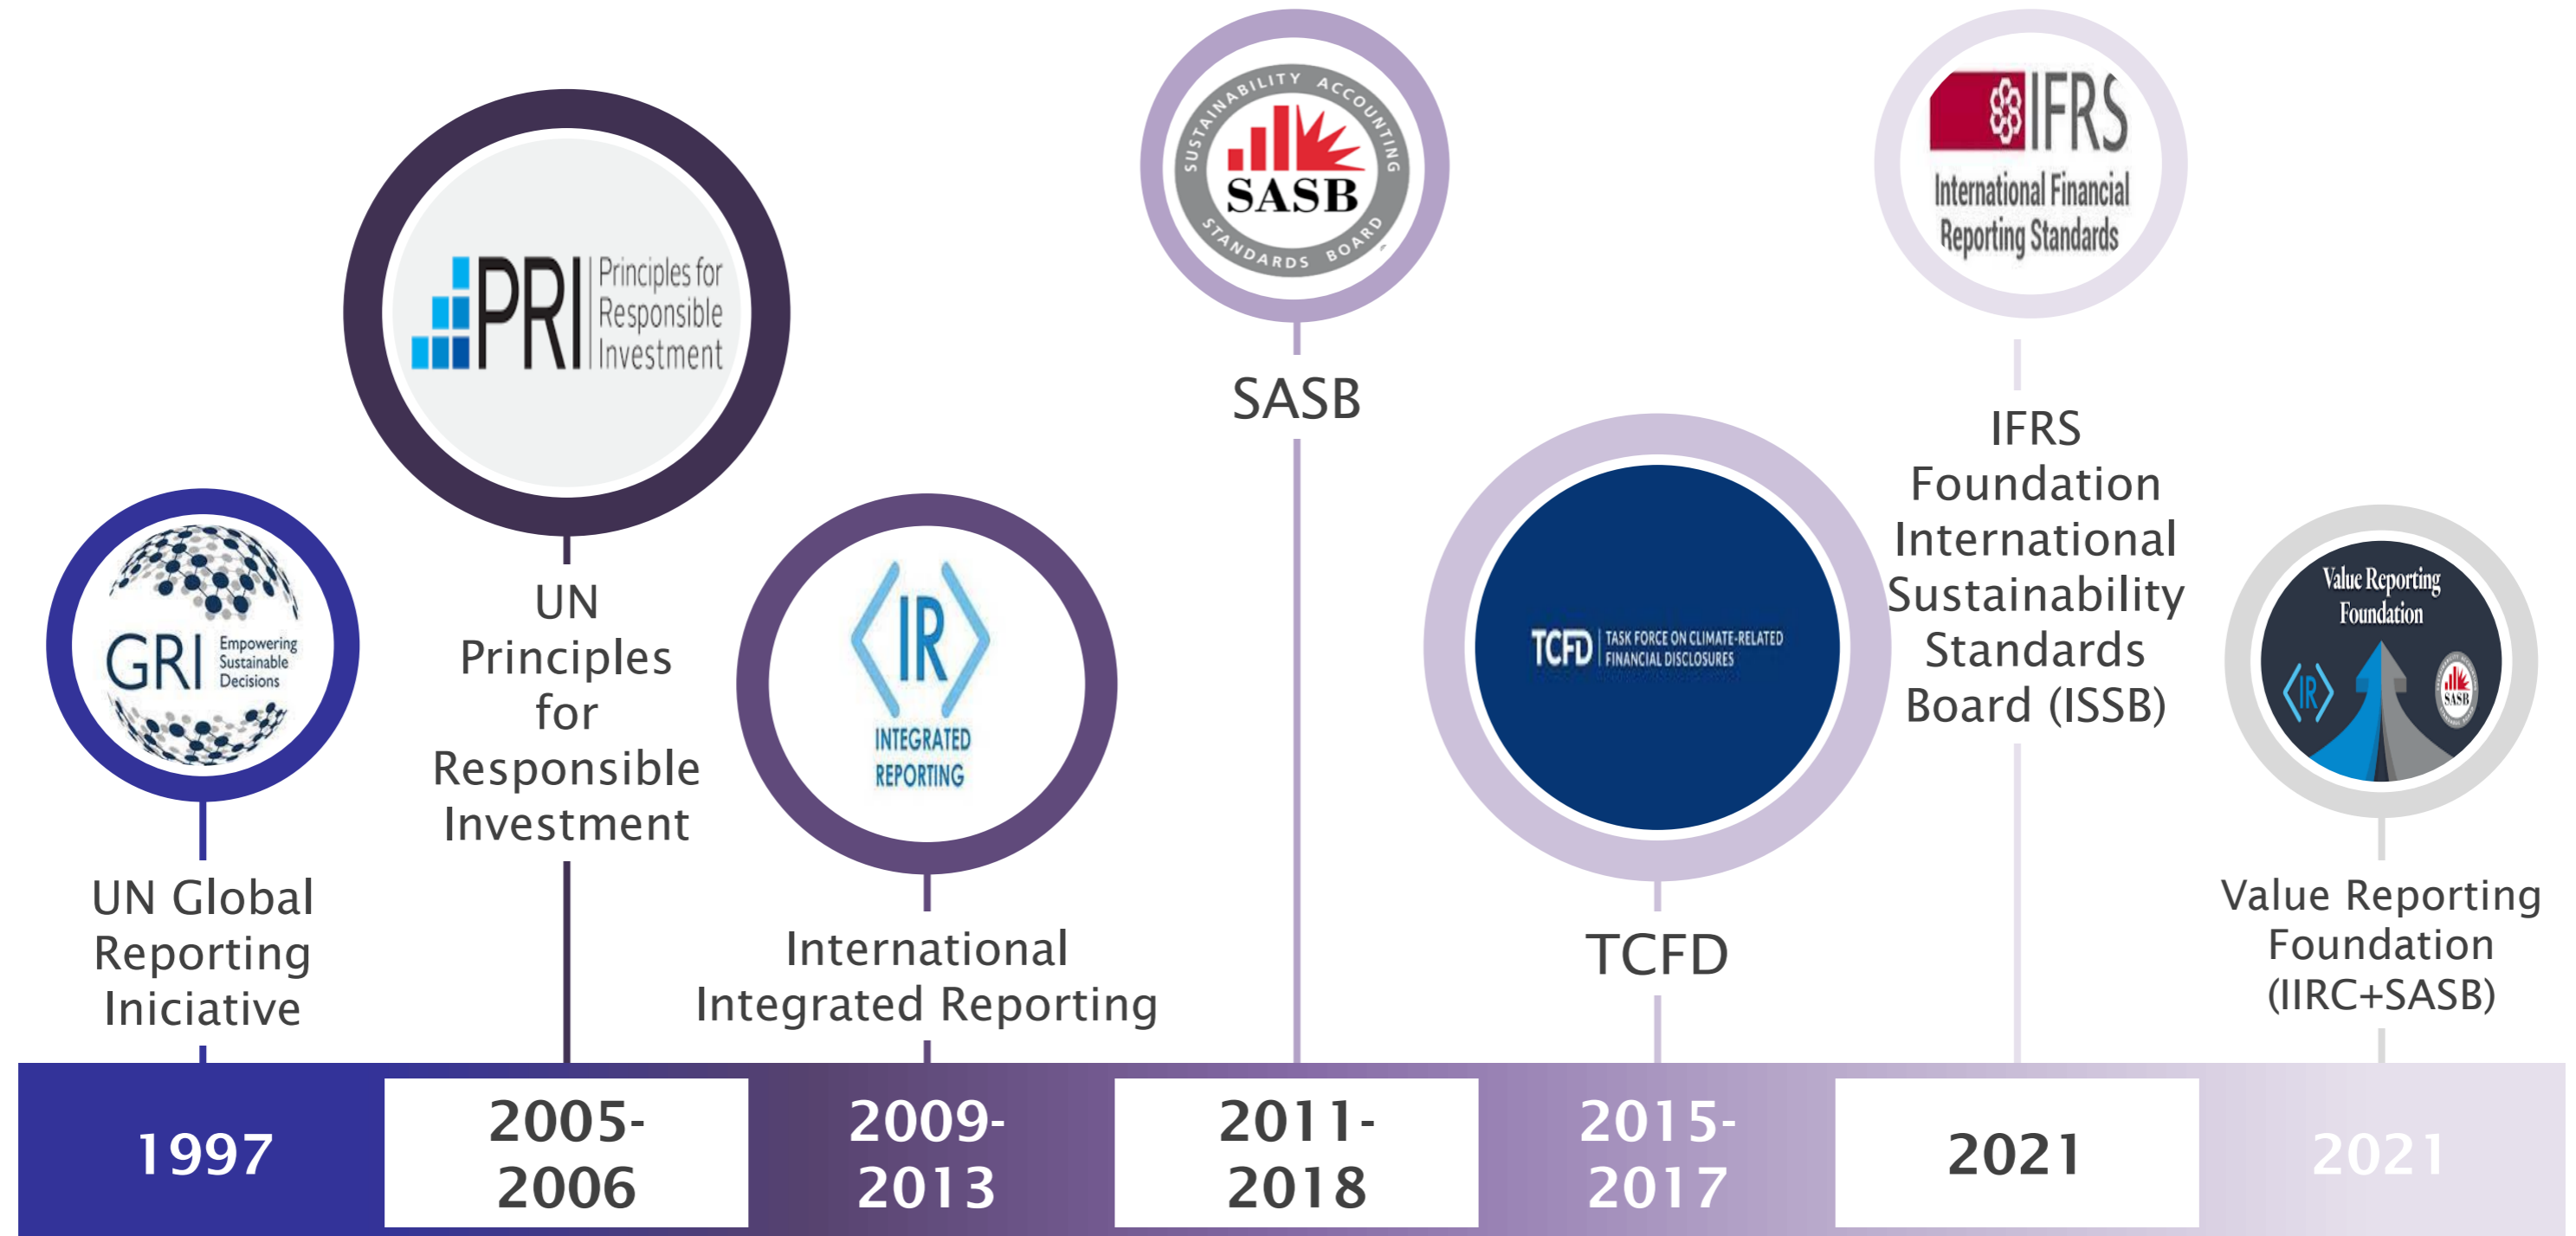 GRI
Empowering
Sustainable
Decisions
UN Global
Reporting
Iniciative
1997
PRI
Principles for
Responsible
Investment
UN
Principles
for
Responsible
Investment
2005-
2006
IR
INTEGRATED
REPORTING
International
Integrated Reporting
2009-
2013
SUSTAINABILITY ACCOUNTING
SASB
STANDARDS BOARD
SASB
2011-
2018
TCFD
TASK FORCE ON CLIMATE-RELATED
FINANCIAL DISCLOSURES
TCFD
2015-
2017
IFRS
International Financial
Reporting Standards
IFRS
Foundation
International
Sustainability
Standards
Board (ISSB)
2021
Value Reporting
Foundation
IR
SASB
Value Reporting
Foundation
(IIRC+SASB)
2021